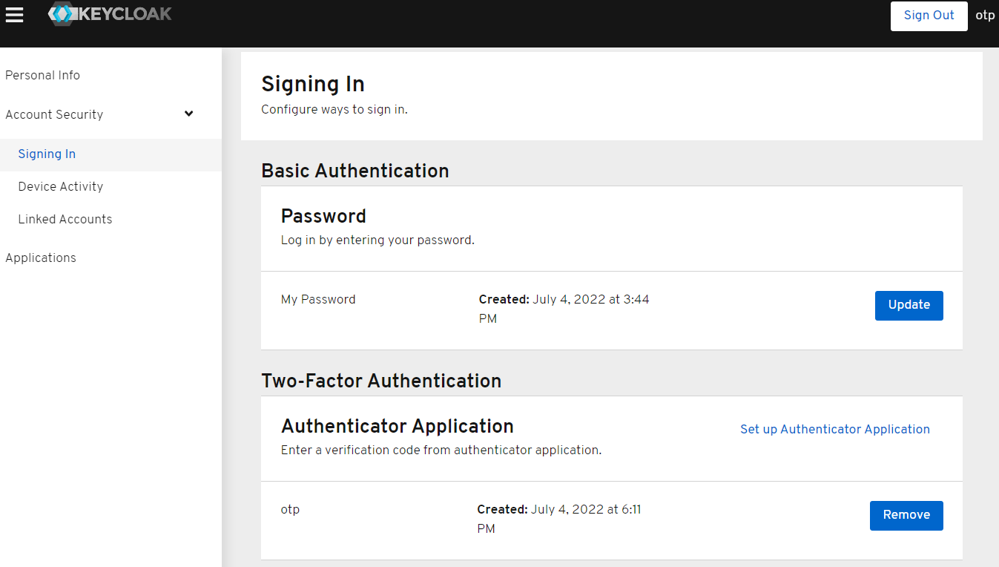 KEYCLOAK
Sign Out
otp
Personal Info
Account Security
Signing In
Device Activity
Linked Accounts
Applications
Signing In
Configure ways to sign in.
Basic Authentication
Password
Log in by entering your password.
My Password
Created: July 4, 2022 at 3:44
PM
Update
Two-Factor Authentication
Authenticator Application
Set up Authenticator Application
Enter a verification code from authenticator application.
otp
Created: July 4, 2022 at 6:11
PM
Remove